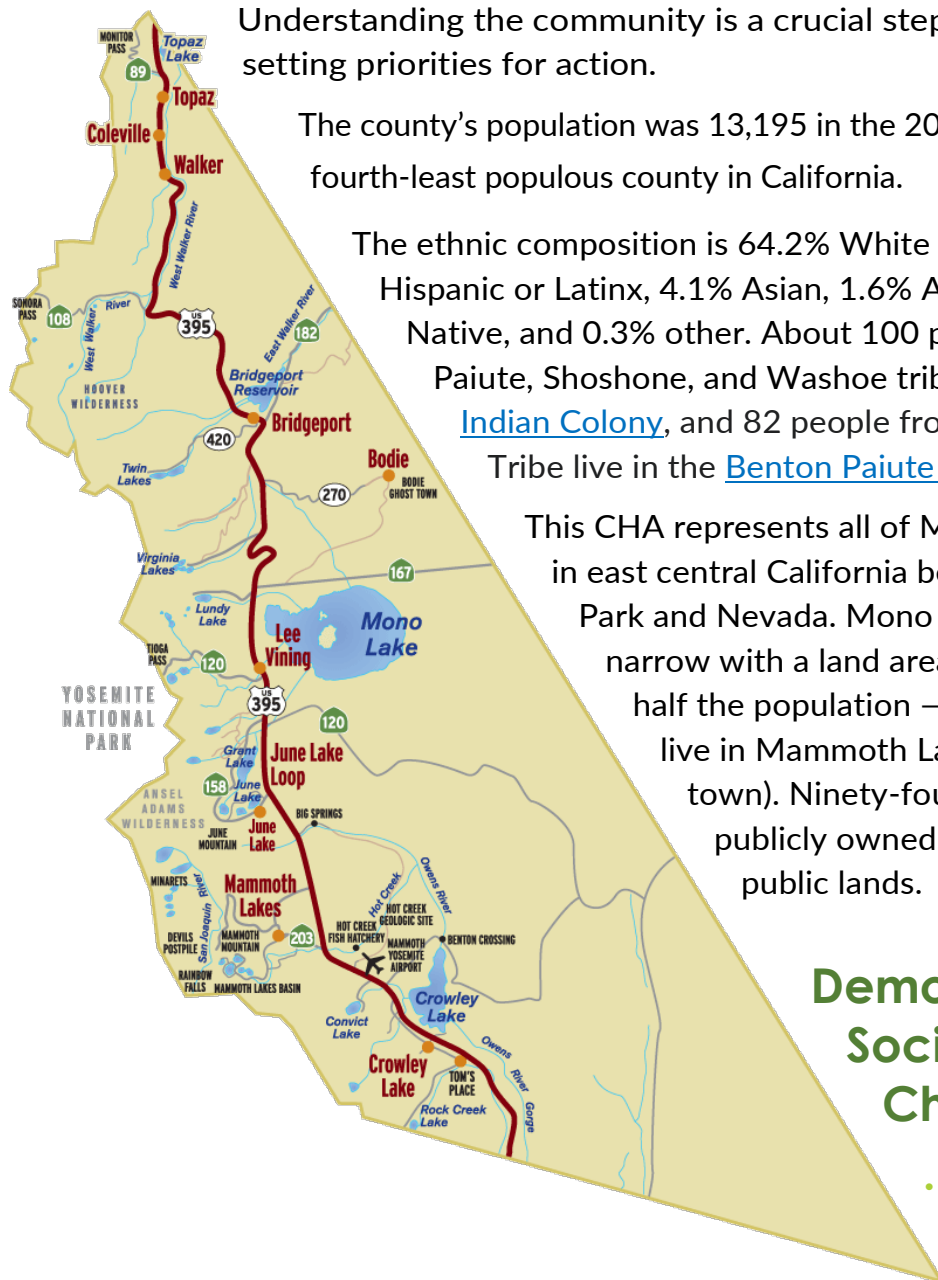 Understanding the community is a crucial step
setting priorities for action.
The county's population was 13,195 in the 20
fourth-least populous county in California.
The ethnic composition is 64.2% White
Hispanic or Latinx, 4.1% Asian, 1.6% A
Native, and 0.3% other. About 100 p
Paiute, Shoshone, and Washoe trib
Indian Colony, and 82 people fro
Tribe live in the Benton Paiute
This CHA represents all of M
in east central California be
Park and Nevada. Mono
narrow with a land area
half the population –
live in Mammoth La
town). Ninety-fou
publicly owned
public lands.
Demo
Soci
Ch
MONITOR
PASS
Topaz
Lake
89
Topaz
Coleville
Walker
West Walker River
SONORA
PASS
108
River
West Walker
US
395
East Walker River
182
HOOVER
WILDERNESS
Bridgeport
Reservoir
Bridgeport
420
Twin
Lakes
Bodie
BODIE
GHOST TOWN
270
Virginia
Lakes
167
Lundy
Lake
Mono
Lake
Lee
Vining
TIOGA
PASS
120
YOSEMITE
NATIONAL
PARK
US
395
120
Grant
Lake
June Lake
Loop
158
June
Lake
ANSEL
ADAMS
WILDERNESS
BIG SPRINGS
JUNE
MOUNTAIN
June
Lake
MINARETS
San Joaquin River
Mammoth
Lakes
Hot Creek
Owens River
HOT CREEK
GEOLOGIC SITE
HOT CREEK
FISH HATCHERY
DEVILS
POSTPILE
MAMMOTH
MOUNTAIN
203
MAMMOTH
YOSEMITE
AIRPORT
BENTON CROSSING
RAINBOW
FALLS
MAMMOTH LAKES BASIN
Crowley
Lake
Convict
Lake
Owens
River
Gorge
Crowley
Lake
TOM'S
PLACE
Rock Creek
Lake